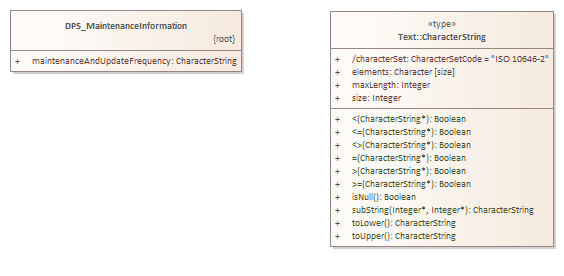 DPS_MaintenanceInformation
{root}
+ maintenanceAndUpdateFrequency: CharacterString
«type»
Text::CharacterString
+ /characterSet: CharacterSetCode = "ISO 10646-2"
+ elements: Character [size]
+ maxLength: Integer
+ size: Integer
+ <(CharacterString*): Boolean
+ <=(CharacterString*): Boolean
+ <>(CharacterString*): Boolean
+ =(CharacterString*): Boolean
+ >(CharacterString*): Boolean
+ >=(CharacterString*): Boolean
+ isNull(): Boolean
+ subString(Integer*, Integer*): CharacterString
+ toLower(): CharacterString
+ toUpper(): CharacterString